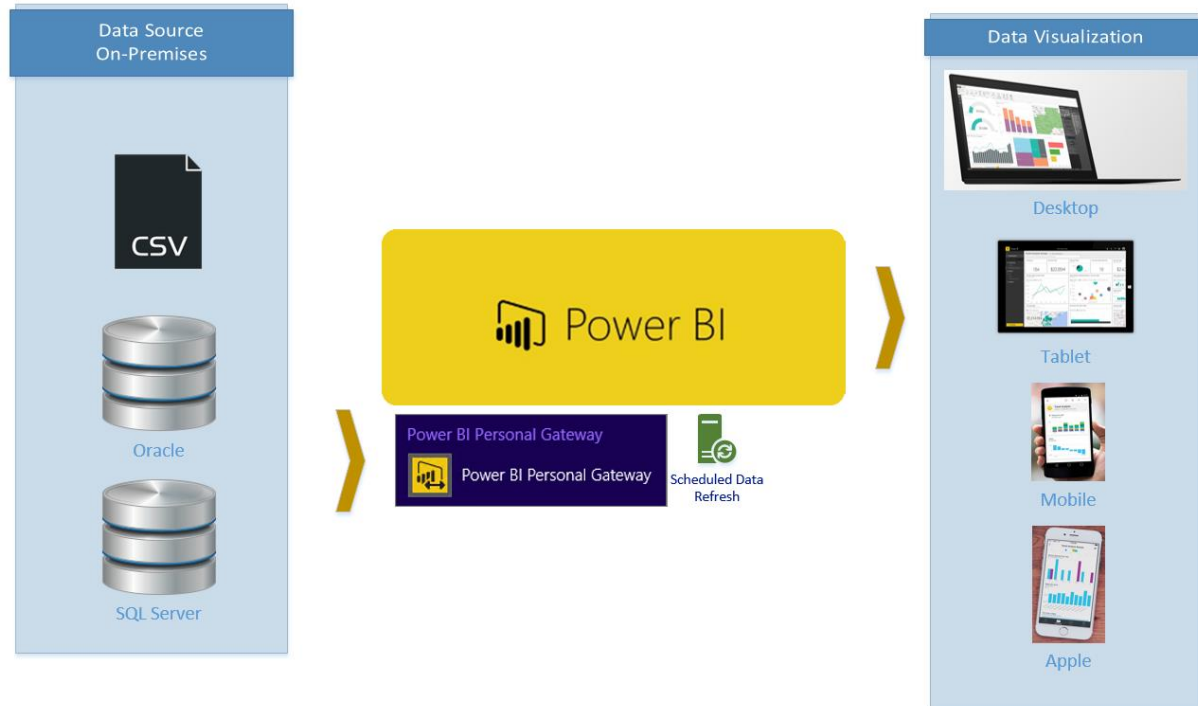 Data Source
On-Premises
CSV
Oracle
SQL Server
Power BI
Power BI Personal Gateway
Power BI Personal Gateway
Scheduled Data
Refresh
Data Visualization
Desktop
Tablet
Mobile
Apple